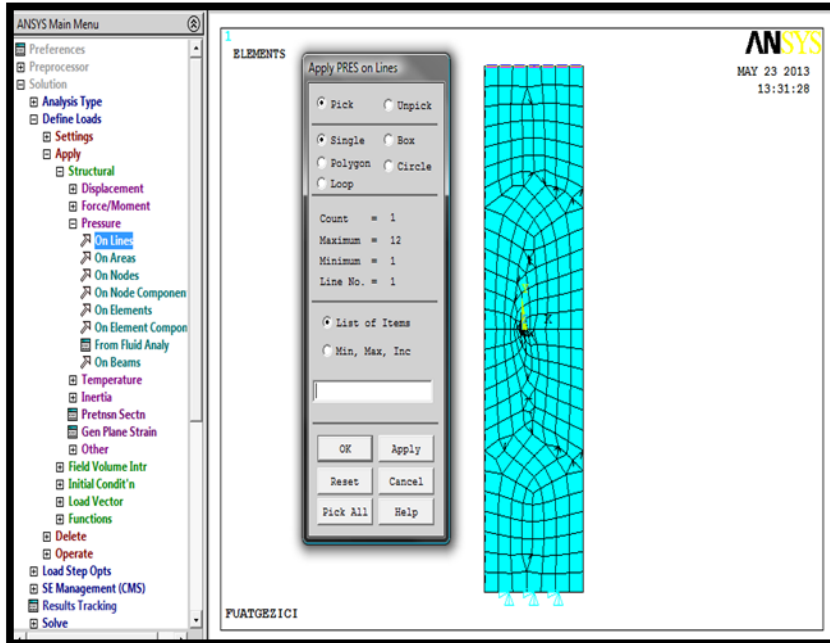 ANSYS Main Menu
Preferences
Preprocessor
Solution
Analysis Type
Define Loads
Settings
Apply
Structural
Displacement
Force/Moment
Pressure
On Lines
On Areas
On Nodes
On Node Componen
On Elements
On Element Compon
From Fluid Analy
On Beams
Temperature
Inertia
Pretnsn Sectn
Gen Plane Strain
Other
Field Volume Intr
Initial Condit'n
Load Vector
Functions
Delete
Operate
Load Step Opts
SE Management (CMS)
Results Tracking
Solve
1
ELEMENTS
Apply PRES on Lines
Pick Unpick
Single Box
Polygon Circle
Loop
Count = 1
Maximum = 12
Minimum = 1
Line No. = 1
List of Items
Min, Max, Inc
OK Apply
Reset Cancel
Pick All Help
ANSYS
MAY 23 2013
13:31:28
X
FUATGEZICI